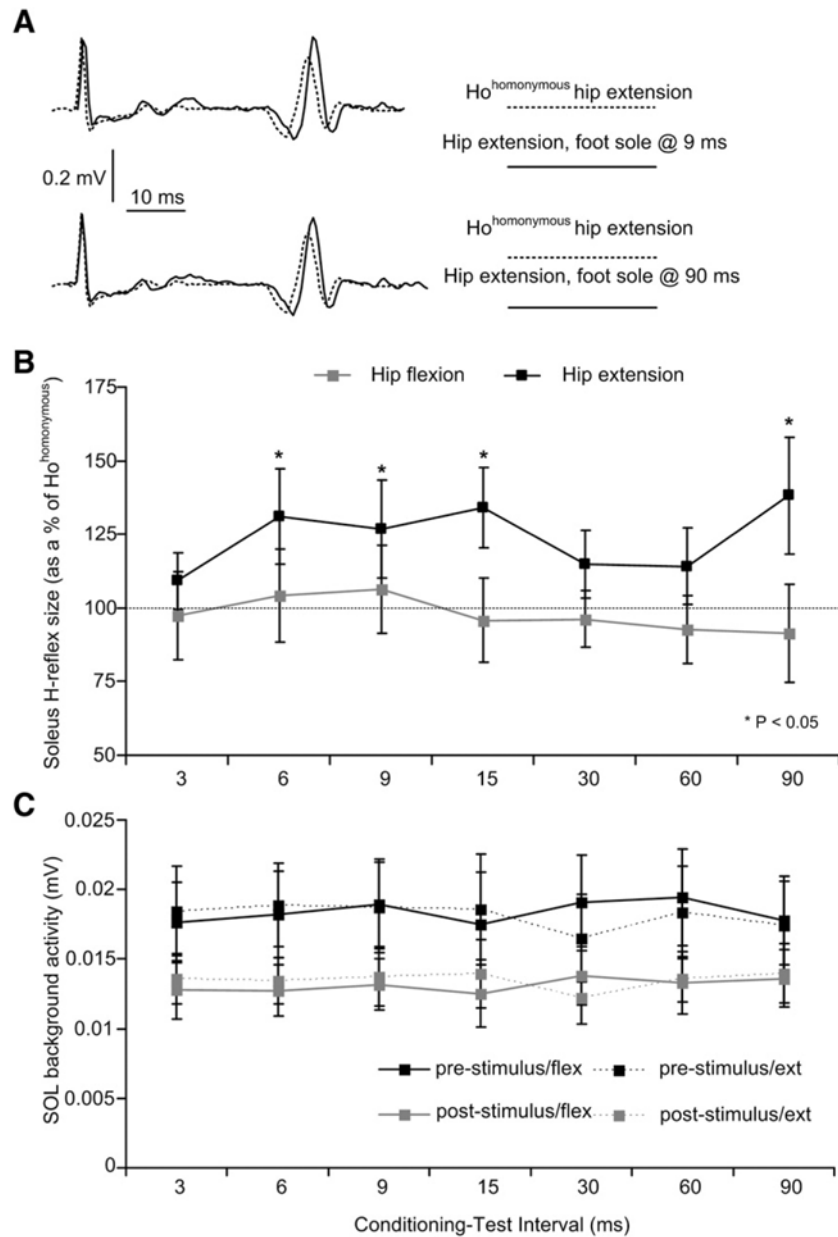 A
Ho^homonymous hip extension
Hip extension, foot sole @ 9 ms
0.2 mV
10 ms
Ho^homonymous hip extension
Hip extension, foot sole @ 90 ms
B
Hip flexion
Hip extension
Soleus H-reflex size (as a % of Ho^homonymous)
175
150
125
100
75
50
*
*
*
*
* P < 0.05
3 6 9 15 30 60 90
C
SOL background activity (mV)
0.025
0.02
0.015
0.01
0.005
0
pre-stimulus/flex
pre-stimulus/ext
post-stimulus/flex
post-stimulus/ext
3 6 9 15 30 60 90
Conditioning-Test Interval (ms)